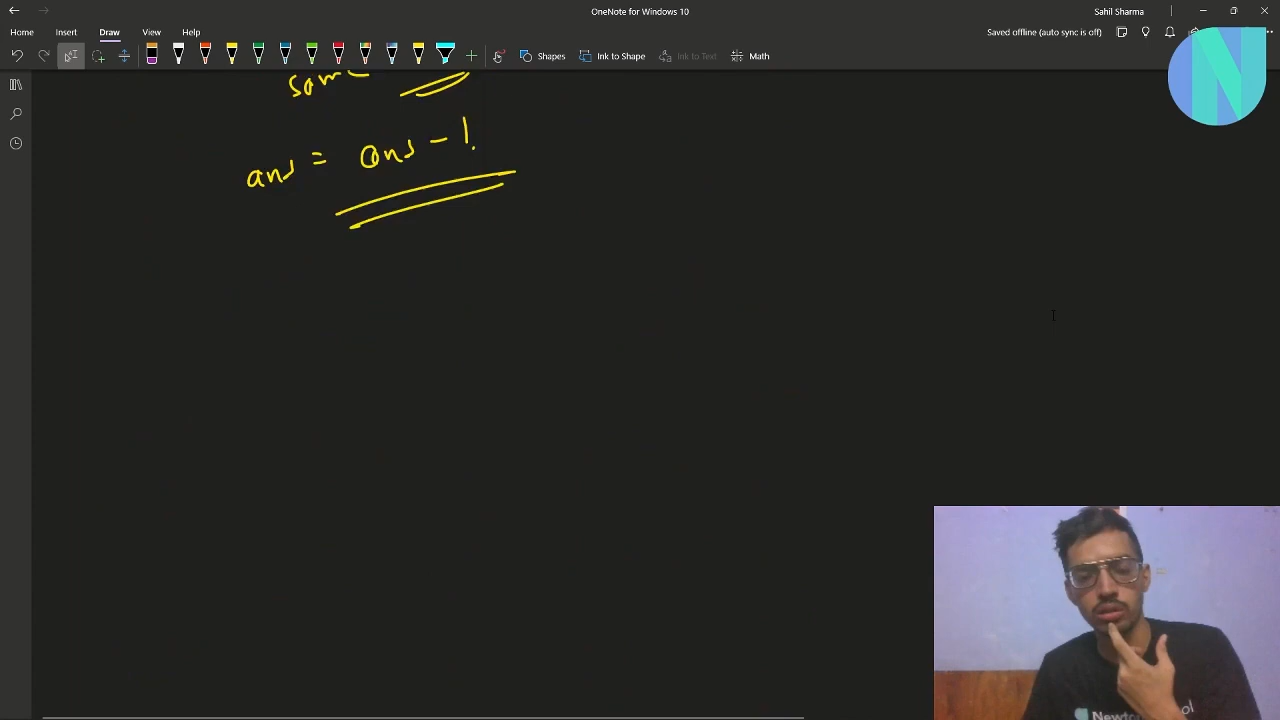 OneNote for Windows 10
Sahil Sharma
Home Insert Draw View Help
Saved offline (auto sync is off)
Shapes Ink to Shape Ink to Text Math
same
ans = ans - 1